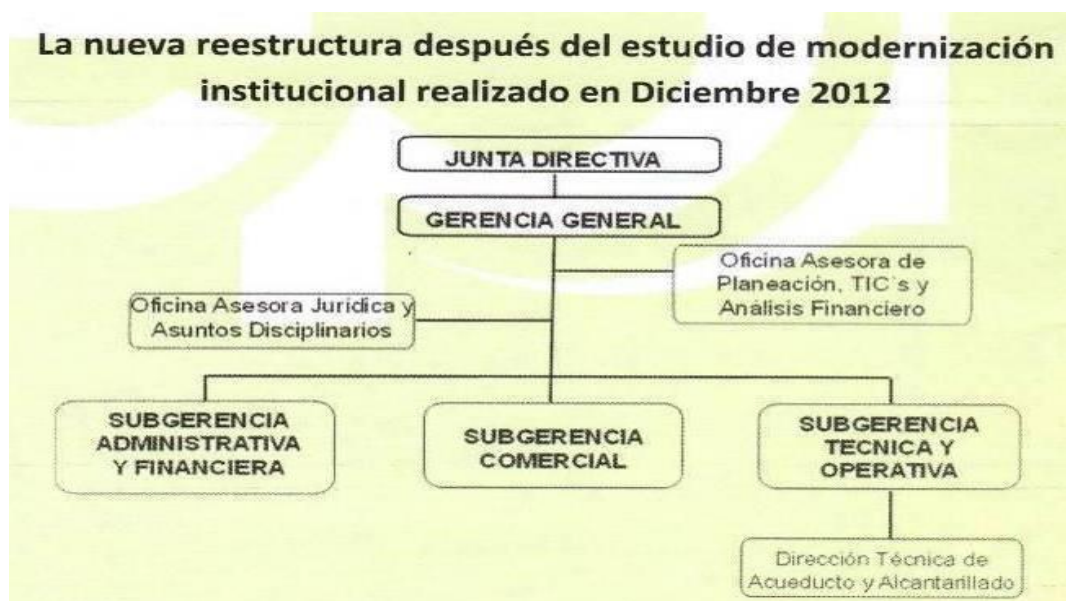 La nueva reestructura después del estudio de modernización
institucional realizado en Diciembre 2012
JUNTA DIRECTIVA
GERENCIA GENERAL
Oficina Asesora de
Planeación, TIC`s y
Análisis Financiero
Oficina Asesora Jurídica y
Asuntos Disciplinarios
SUBGERENCIA
ADMINISTRATIVA
Y FINANCIERA
SUBGERENCIA
COMERCIAL
SUBGERENCIA
TECNICA Y
OPERATIVA
Dirección Técnica de
Acueducto y Alcantarillado